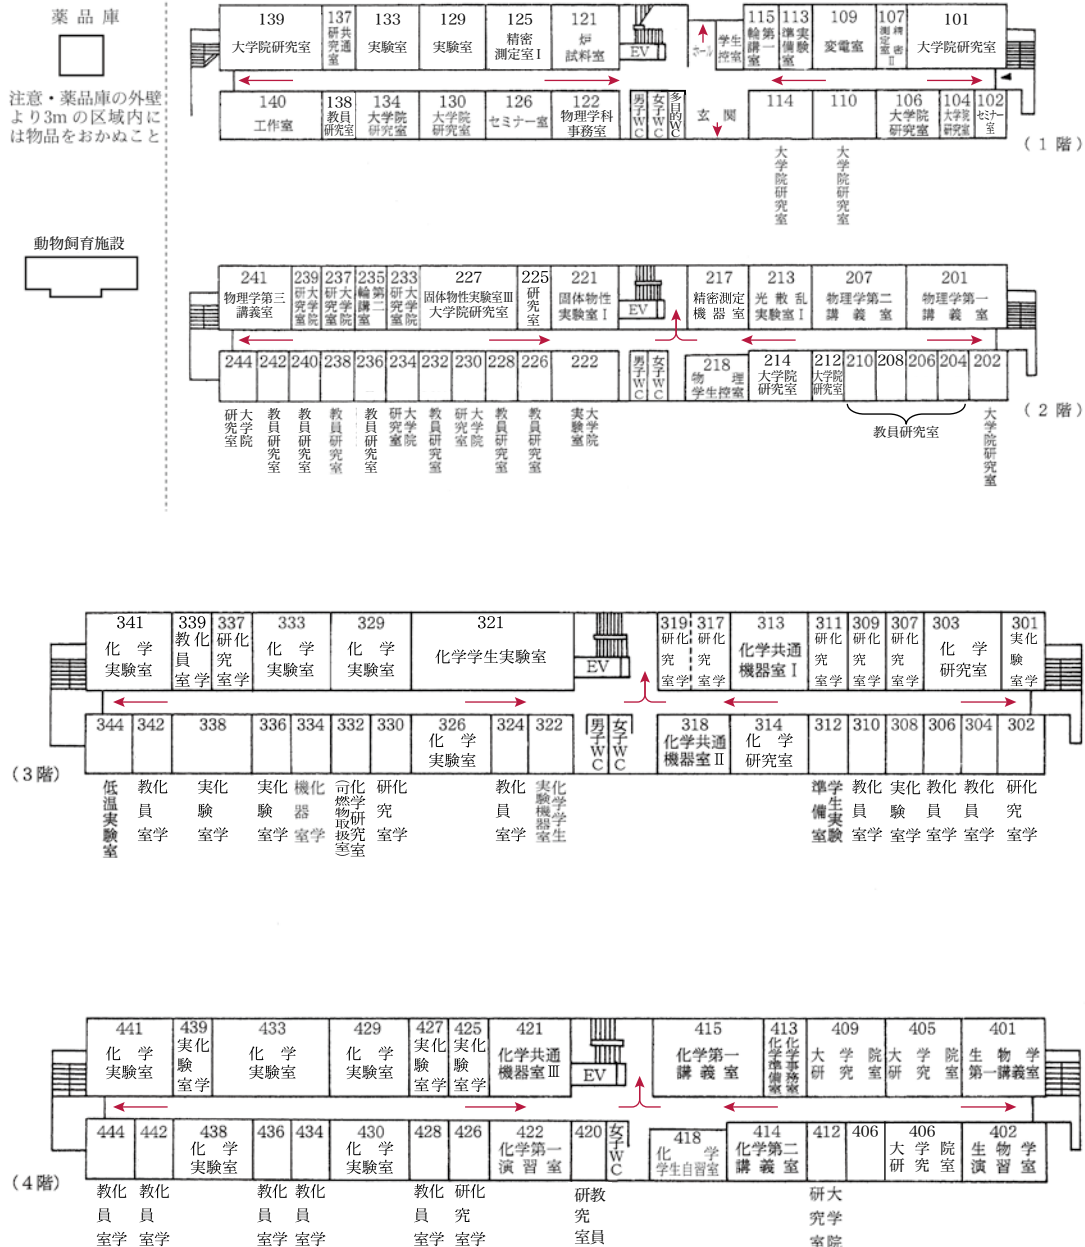 薬品庫
注意・薬品庫の外壁
より3mの区域内に
は物品をおかぬこと
動物飼育施設
139
大学院研究室
137
共通研究室
133
実験室
129
実験室
125
精密
測定室Ⅰ
121
炉
試料室
EV
ホール
学生
控室
115
第一輪講室
113
実験準備室
109
変電室
107
精密測定室Ⅱ
101
大学院研究室
140
工作室
138
教員
研究室
134
大学院
研究室
130
大学院
研究室
126
セミナー室
122
物理学科
事務室
男子WC
女子WC
多目的WC
玄関
114
大学院研究室
110
大学院研究室
106
大学院
研究室
104
大学院
研究室
102
セミナー
室
(1階)
241
物理学第三
講義室
239
大学院研究室
237
大学院研究室
235
第二輪講室
233
大学院研究室
227
固体物性実験室Ⅲ
大学院研究室
225
研究室
221
固体物性
実験室Ⅰ
EV
217
精密測定
機器室
213
光散乱
実験室Ⅰ
207
物理学第二
講義室
201
物理学第一
講義室
244
大学院研究室
242
教員研究室
240
教員研究室
238
教員研究室
236
教員研究室
234
大学院研究室
232
教員研究室
230
大学院研究室
228
教員研究室
226
教員研究室
222
大学院実験室
男子WC
女子WC
218
物理
学生控室
214
大学院
研究室
212
大学院
研究室
210
208
206
204
教員研究室
202
大学院研究室
(2階)
341
化学
実験室
339
化学教員室
337
化学研究室
333
化学
実験室
329
化学
実験室
321
化学学生実験室
EV
319
化学研究室
317
化学研究室
313
化学共通
機器室Ⅰ
311
化学研究室
309
化学研究室
307
化学研究室
303
化学
研究室
301
化学実験室
344
低温実験室
342
化学教員室
338
化学実験室
336
化学実験室
334
化学機器室
332
化学研究室
(可燃物取扱室)
330
化学研究室
326
化学
実験室
324
化学教員室
322
化学学生
実験機器室
男子WC
女子WC
318
化学共通
機器室Ⅱ
314
化学
研究室
312
学生実験
準備室
310
化学教員室
308
化学実験室
306
化学教員室
304
化学教員室
302
化学研究室
(3階)
441
化学
実験室
439
化学実験室
433
化学
実験室
429
化学
実験室
427
化学実験室
425
化学実験室
421
化学共通
機器室Ⅲ
EV
415
化学第一
講義室
413
化学事務室
化学準備室
409
大学院
研究室
405
大学院
研究室
401
生物学
第一講義室
444
化学教員室
442
化学教員室
438
化学
実験室
436
化学教員室
434
化学教員室
430
化学
実験室
428
化学教員室
426
化学研究室
422
化学第一
演習室
420
教員研究室
女子WC
418
化学
学生自習室
414
化学第二
講義室
412
大学院研究室
406
406
大学院
研究室
402
生物学
演習室
(4階)